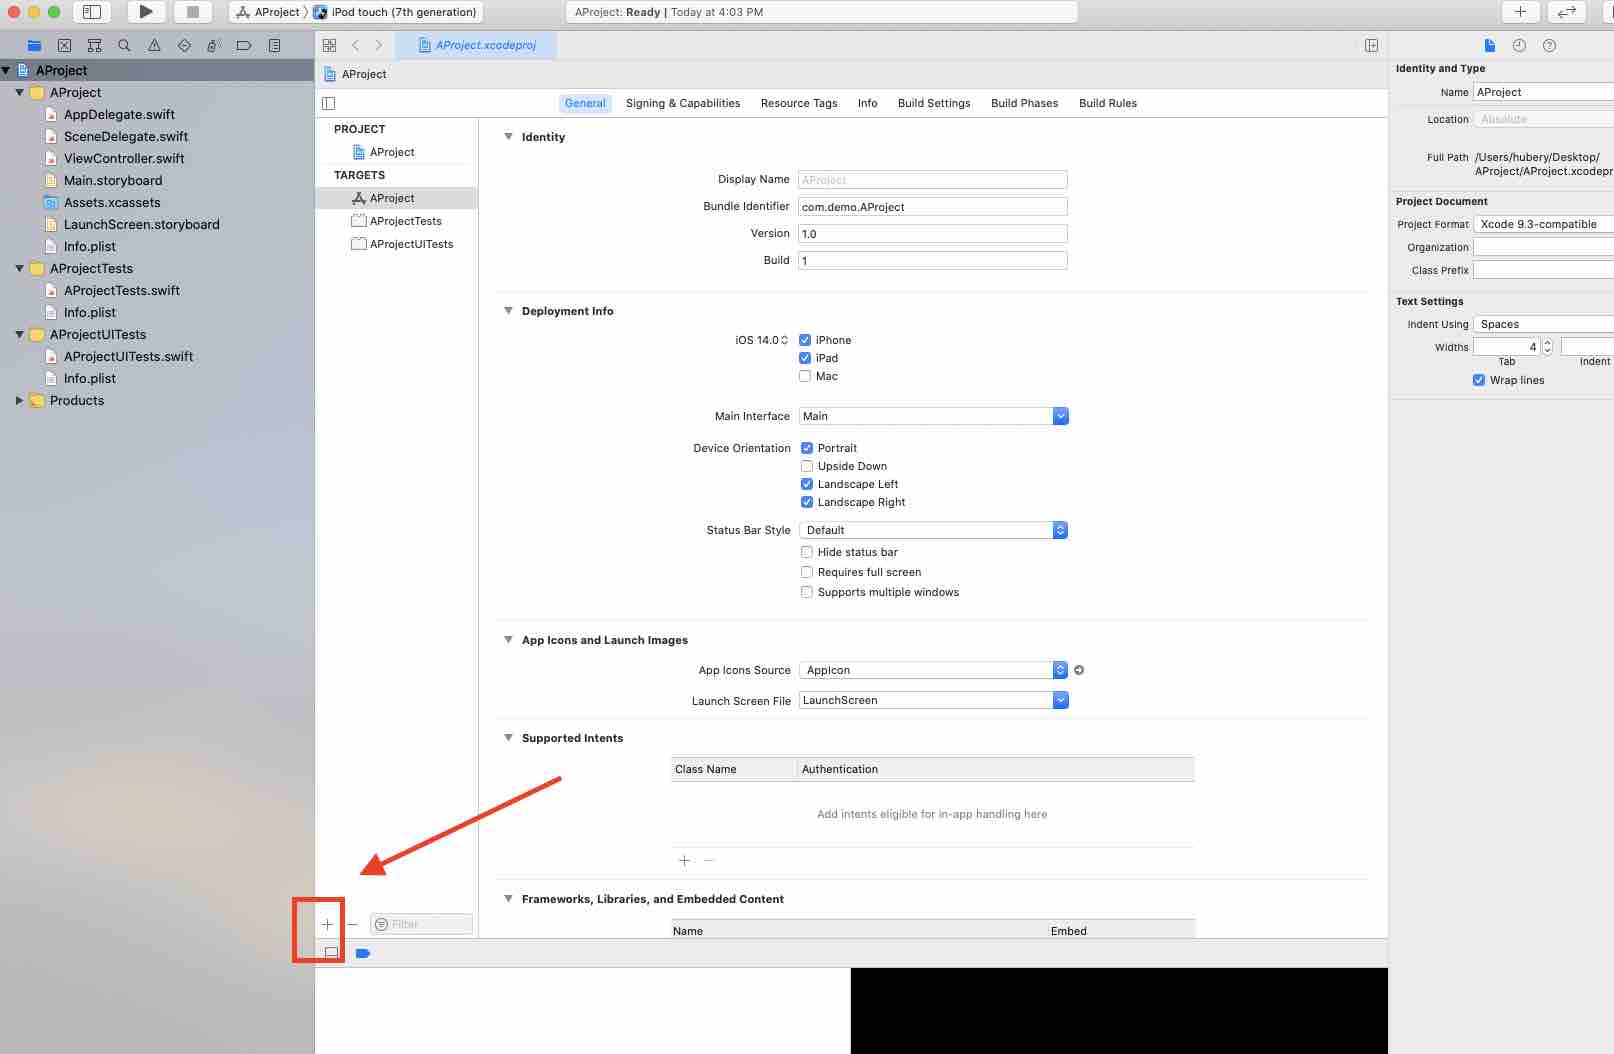 AProject
iPod touch (7th generation)
AProject: Ready | Today at 4:03 PM
AProject.xcodeproj
AProject
AProject
AppDelegate.swift
SceneDelegate.swift
ViewController.swift
Main.storyboard
Assets.xcassets
LaunchScreen.storyboard
Info.plist
AProjectTests
AProjectTests.swift
Info.plist
AProjectUITests
AProjectUITests.swift
Info.plist
Products
AProject
General
Signing & Capabilities
Resource Tags
Info
Build Settings
Build Phases
Build Rules
PROJECT
AProject
TARGETS
AProject
AProjectTests
AProjectUITests
Filter
Identity
Display Name AProject
Bundle Identifier com.demo.AProject
Version 1.0
Build 1
Deployment Info
iOS 14.0
iPhone
iPad
Mac
Main Interface Main
Device Orientation Portrait
Upside Down
Landscape Left
Landscape Right
Status Bar Style Default
Hide status bar
Requires full screen
Supports multiple windows
App Icons and Launch Images
App Icons Source AppIcon
Launch Screen File LaunchScreen
Supported Intents
Class Name Authentication
Add intents eligible for in-app handling here
Frameworks, Libraries, and Embedded Content
Name Embed
Identity and Type
Name AProject
Location Absolute
Full Path /Users/hubery/Desktop/
AProject/AProject.xcodepr
Project Document
Project Format Xcode 9.3-compatible
Organization
Class Prefix
Text Settings
Indent Using Spaces
Widths 4
Tab Indent
Wrap lines